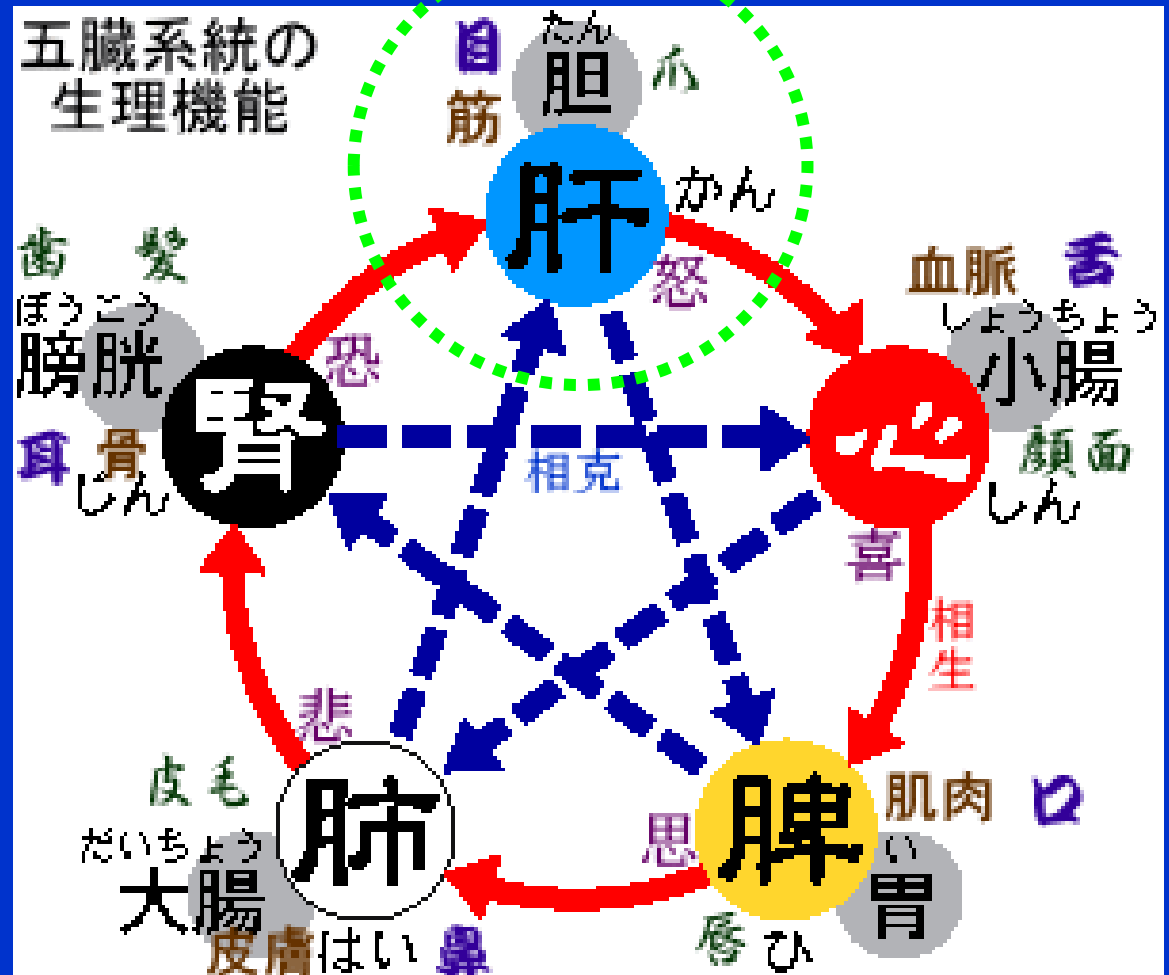 五臓系統の
生理機能
目
筋
たん
胆
爪
肝
かん
怒
血脈
舌
しょうちょう
小腸
心
顔面
しん
喜
相生
肌肉
口
脾
思
い
胃
唇
ひ
肺
悲
皮毛
だいちょう
大腸
皮膚
はい
鼻
歯
髪
ぼうこう
膀胱
腎
恐
耳
骨
じん
相克